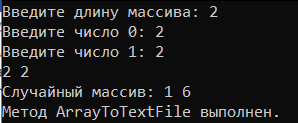 Введите длину массива: 2
Введите число 0: 2
Введите число 1: 2
2 2
Случайный массив: 1 6
Метод ArrayToTextFile выполнен.